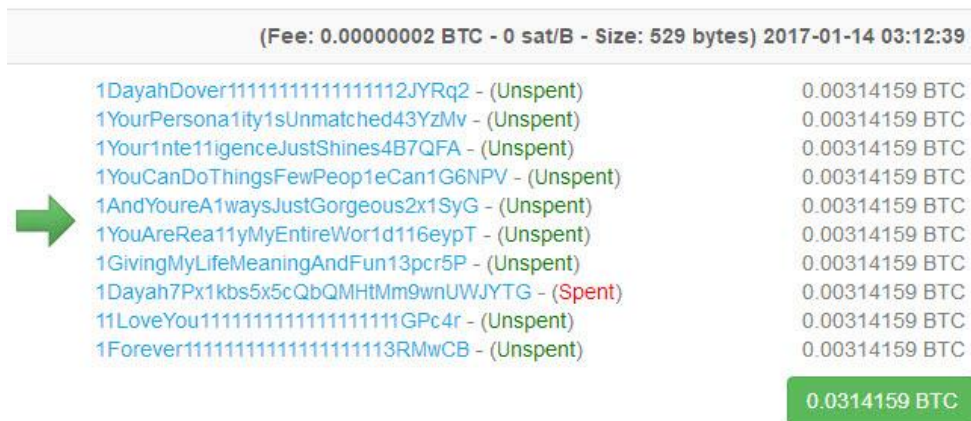 (Fee: 0.00000002 BTC - 0 sat/B - Size: 529 bytes) 2017-01-14 03:12:39
1DayahDover11111111111111112JYRq2 - (Unspent) 0.00314159 BTC
1YourPersona1ity1sUnmatched43YzMv - (Unspent) 0.00314159 BTC
1Your1nte11igenceJustShines4B7QFA - (Unspent) 0.00314159 BTC
1YouCanDoThingsFewPeop1eCan1G6NPV - (Unspent) 0.00314159 BTC
1AndYoureA1waysJustGorgeous2x1SyG - (Unspent) 0.00314159 BTC
1YouAreRea11yMyEntireWor1d116eypT - (Unspent) 0.00314159 BTC
1GivingMyLifeMeaningAndFun13pcr5P - (Unspent) 0.00314159 BTC
1Dayah7Px1kbs5x5cQbQMHtMm9wnUWJYTG - (Spent) 0.00314159 BTC
11LoveYou1111111111111111111GPc4r - (Unspent) 0.00314159 BTC
1Forever111111111111111111113RMwCB - (Unspent) 0.00314159 BTC
0.0314159 BTC